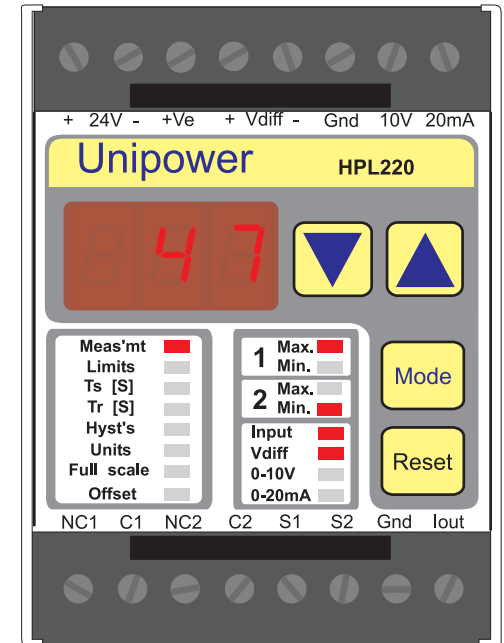 + 24V - +Ve + Vdiff - Gnd 10V 20mA
Unipower HPL220
47
Meas'mt
Limits
Ts [S]
Tr [S]
Hyst's
Units
Full scale
Offset
1 Max.
Min.
2 Max.
Min.
Input
Vdiff
0-10V
0-20mA
Mode
Reset
NC1 C1 NC2 C2 S1 S2 Gnd Iout